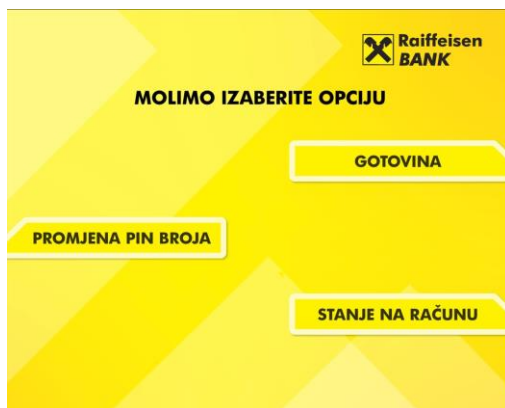 Raiffeisen
BANK
MOLIMO IZABERITE OPCIJU
GOTOVINA
PROMJENA PIN BROJA
STANJE NA RAČUNU